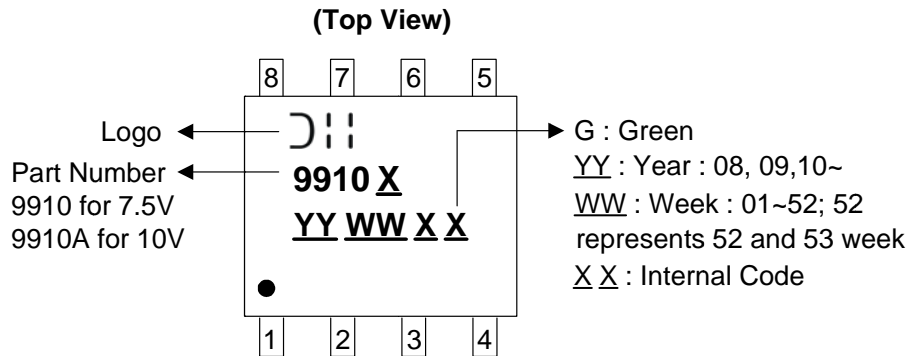 (Top View)
8 7 6 5
Logo
Part Number
9910 for 7.5V
9910A for 10V
9910 X
YY WW X X
G : Green
YY : Year : 08, 09,10~
WW : Week : 01~52; 52
represents 52 and 53 week
X X : Internal Code
1 2 3 4